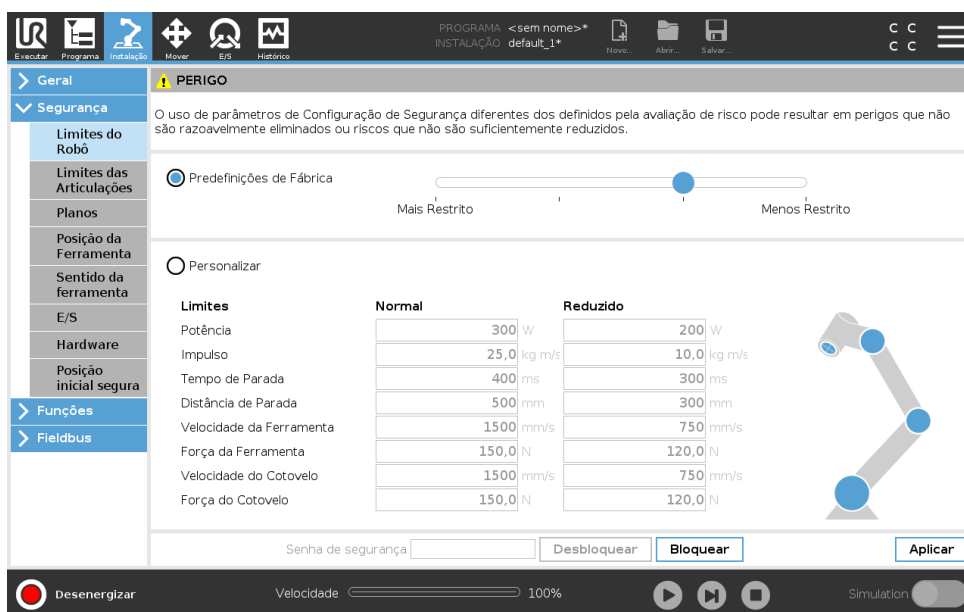 PROGRAMA <sem nome>*
INSTALAÇÃO default_1*
Executar Programa Instalação Mover E/S Histórico Novo... Abrir... Salvar...
C C
C C
Geral
Segurança
Limites do
Robô
Limites das
Articulações
Planos
Posição da
Ferramenta
Sentido da
ferramenta
E/S
Hardware
Posição
inicial segura
Funções
Fieldbus
PERIGO
O uso de parâmetros de Configuração de Segurança diferentes dos definidos pela avaliação de risco pode resultar em perigos que não
são razoavelmente eliminados ou riscos que não são suficientemente reduzidos.
Predefinições de Fábrica
Mais Restrito Menos Restrito
Personalizar
Limites Normal Reduzido
Potência 300 W 200 W
Impulso 25,0 kg m/s 10,0 kg m/s
Tempo de Parada 400 ms 300 ms
Distância de Parada 500 mm 300 mm
Velocidade da Ferramenta 1500 mm/s 750 mm/s
Força da Ferramenta 150,0 N 120,0 N
Velocidade do Cotovelo 1500 mm/s 750 mm/s
Força do Cotovelo 150,0 N 120,0 N
Senha de segurança Desbloquear Bloquear Aplicar
Desenergizar Velocidade 100% Simulation